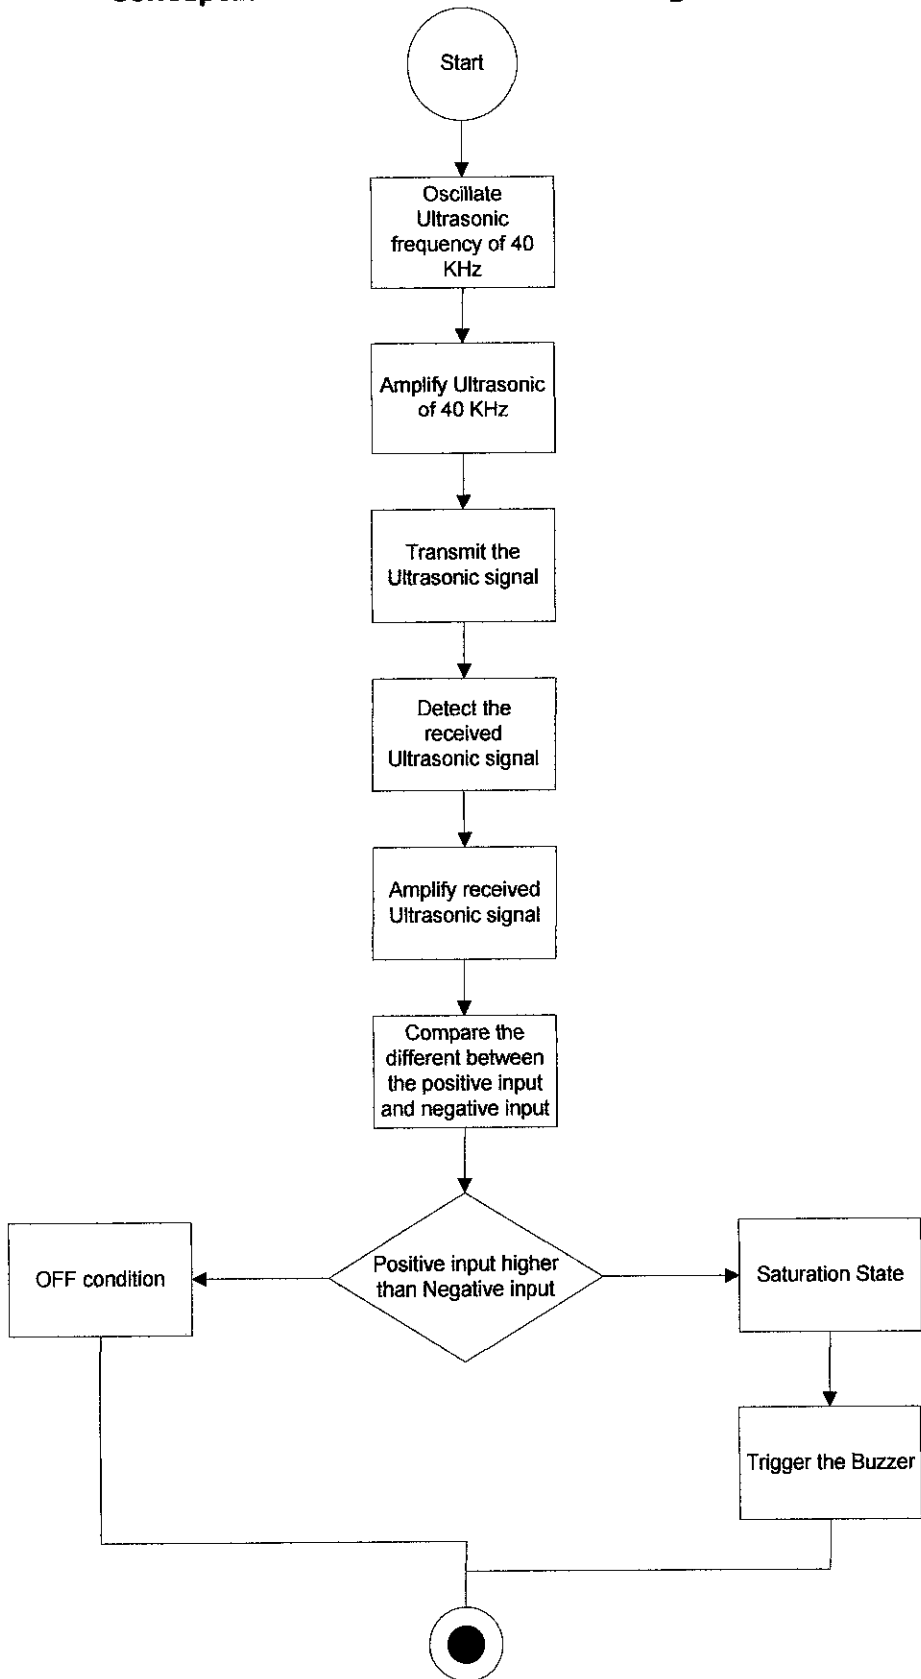 Start
Oscillate
Ultrasonic
frequency of 40
KHz
Amplify Ultrasonic
of 40 KHz
Transmit the
Ultrasonic signal
Detect the
received
Ultrasonic signal
Amplify received
Ultrasonic signal
Compare the
different between
the positive input
and negative input
Positive input higher
than Negative input
OFF condition
Saturation State
Trigger the Buzzer